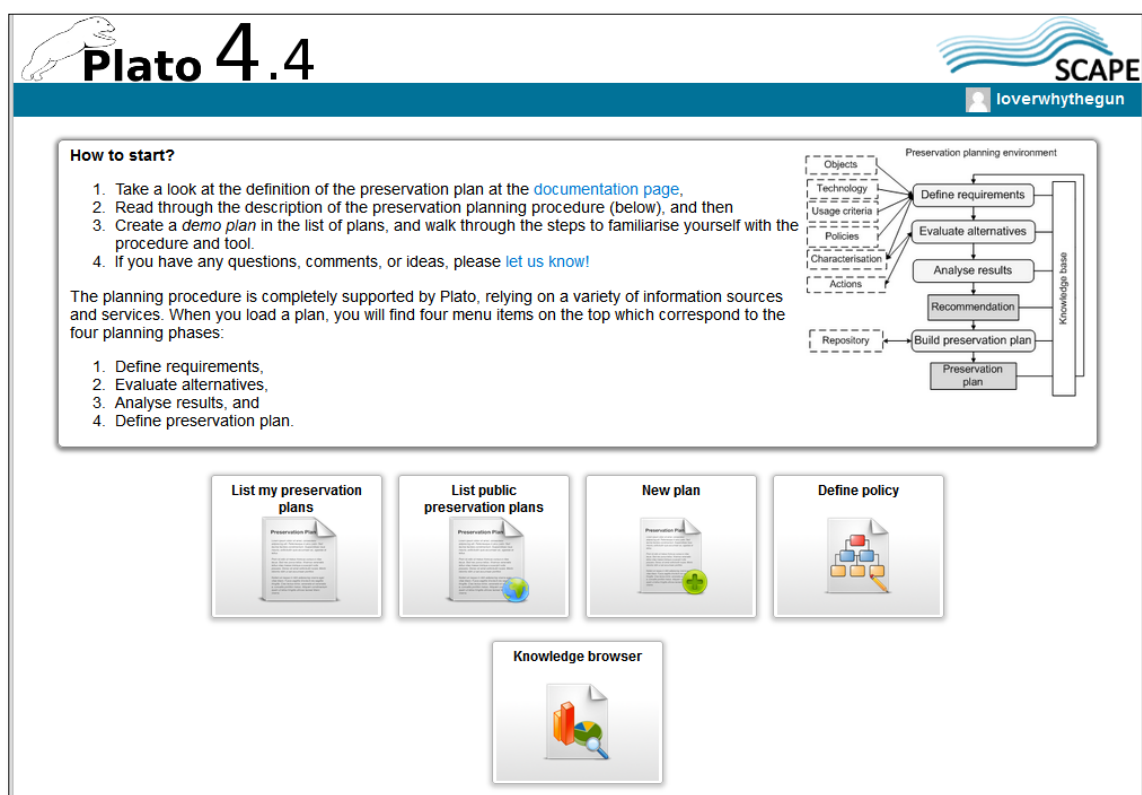 Plato 4.4
SCAPE
loverwhythegun
How to start?
1. Take a look at the definition of the preservation plan at the documentation page,
2. Read through the description of the preservation planning procedure (below), and then
3. Create a demo plan in the list of plans, and walk through the steps to familiarise yourself with the
procedure and tool.
4. If you have any questions, comments, or ideas, please let us know!
The planning procedure is completely supported by Plato, relying on a variety of information sources
and services. When you load a plan, you will find four menu items on the top which correspond to the
four planning phases:
1. Define requirements,
2. Evaluate alternatives,
3. Analyse results, and
4. Define preservation plan.
Preservation planning environment
Objects
Technology
Usage criteria
Policies
Characterisation
Actions
Repository
Define requirements
Evaluate alternatives
Analyse results
Recommendation
Build preservation plan
Preservation
plan
Knowledge base
List my preservation
plans
Preservation Plan
List public
preservation plans
Preservation Plan
New plan
Preservation Plan
Define policy
Knowledge browser